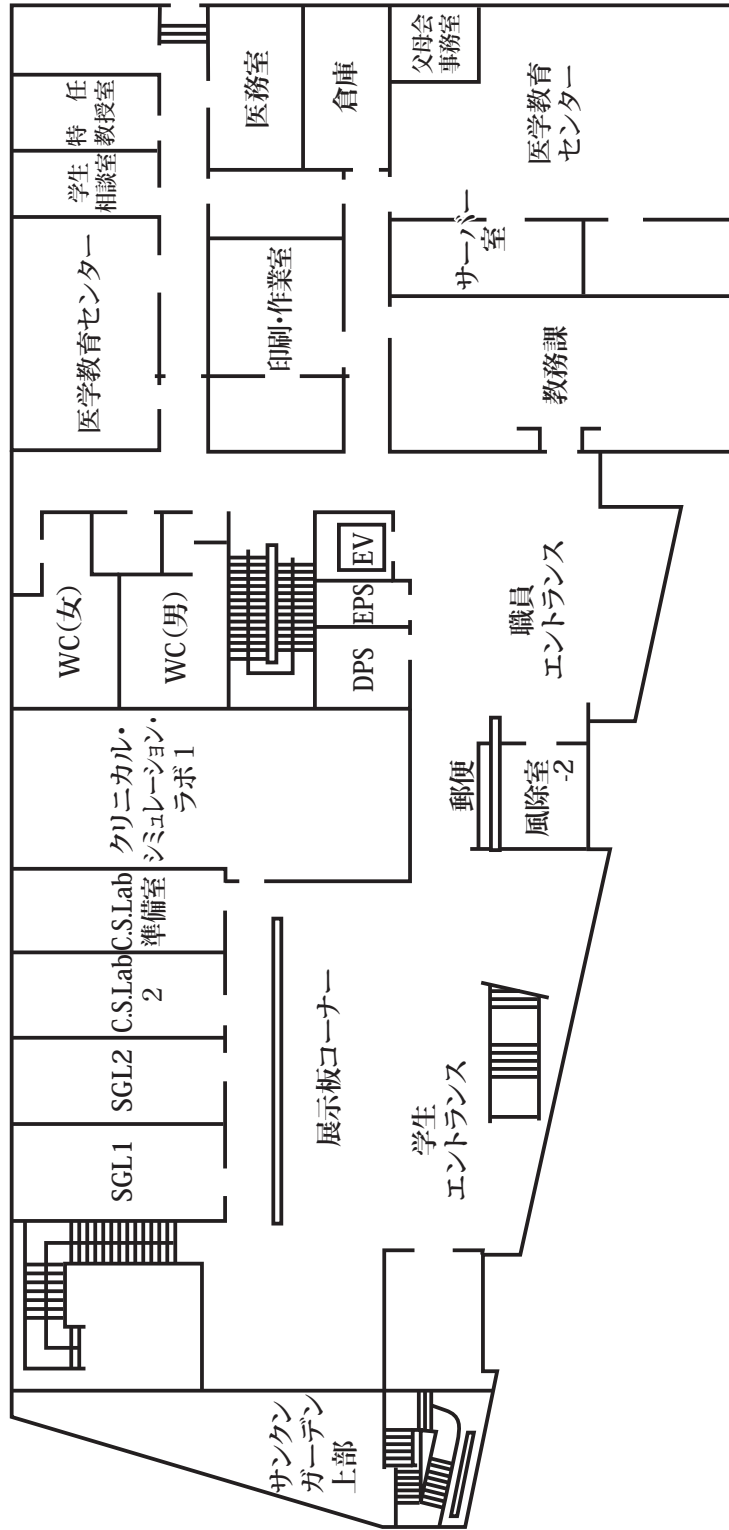 サンクン
ガーデン
上部
SGL1
SGL2
C.S.Lab
2
C.S.Lab
準備室
クリニカル・
シミュレーション・
ラボ1
WC(女)
WC(男)
DPS
EPS
EV
展示板コーナー
学生
エントランス
郵便
風除室
-2
職員
エントランス
医学教育センター
学生
相談室
特 任
教授室
印刷・作業室
医務室
倉庫
教務課
サーバー
室
医学教育
センター
父母会
事務室